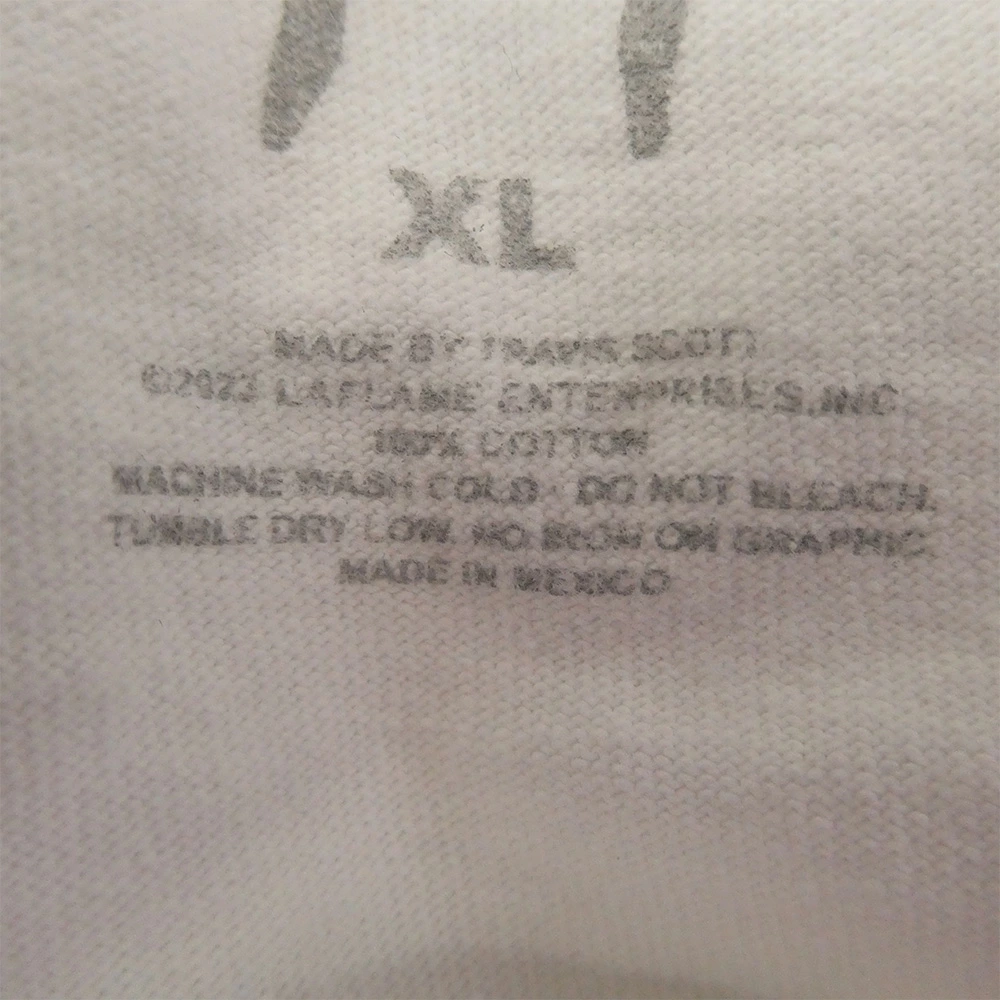 XL
MADE BY TRAVIS SCOTT
©2023 LAFLAME ENTERPRISES, INC
100% COTTON
MACHINE WASH COLD. DO NOT BLEACH.
TUMBLE DRY LOW. NO IRON ON GRAPHIC
MADE IN MEXICO